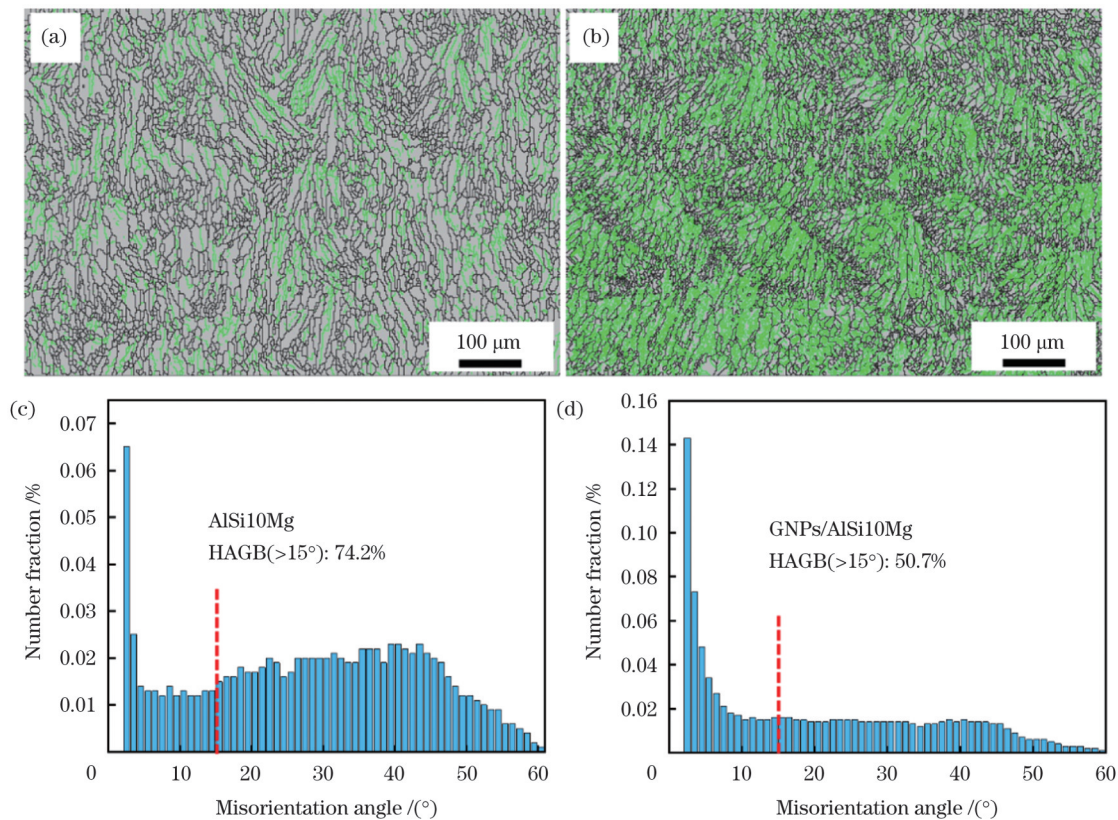 (a)
100 μm
(b)
100 μm
(c)
Number fraction /%
0.07
0.06
0.05
0.04
0.03
0.02
0.01
0
AlSi10Mg
HAGB(>15°): 74.2%
10
20
30
40
50
60
Misorientation angle /(°)
(d)
Number fraction /%
0.16
0.14
0.12
0.10
0.08
0.06
0.04
0.02
0
GNPs/AlSi10Mg
HAGB(>15°): 50.7%
10
20
30
40
50
60
Misorientation angle /(°)